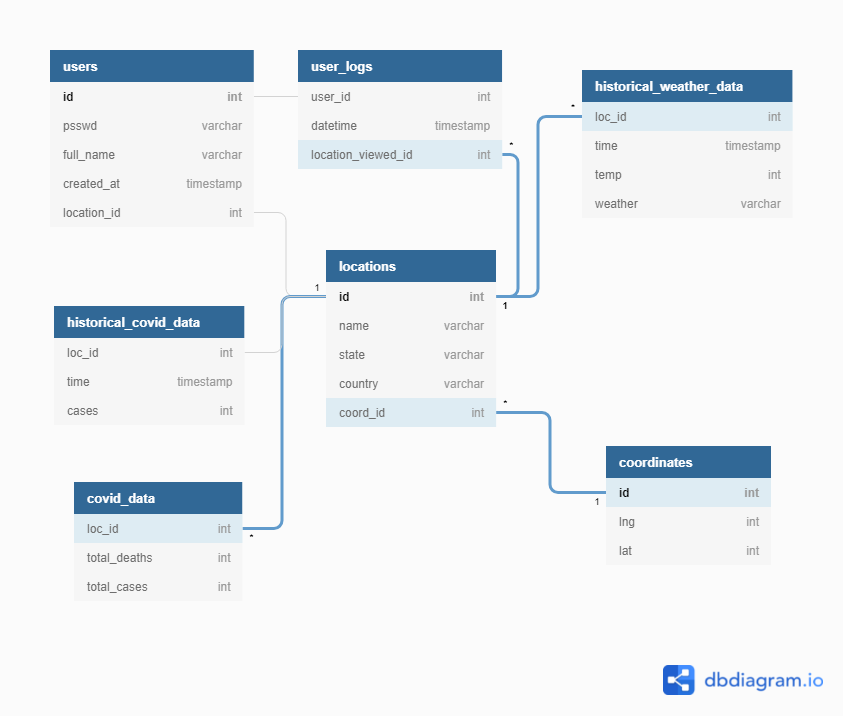 users
id int
psswd varchar
full_name varchar
created_at timestamp
location_id int
user_logs
user_id int
datetime timestamp
location_viewed_id int
*
historical_weather_data
*
loc_id int
time timestamp
temp int
weather varchar
locations
1
id int
1
name varchar
state varchar
country varchar
coord_id int
*
historical_covid_data
loc_id int
time timestamp
cases int
covid_data
loc_id int
*
total_deaths int
total_cases int
coordinates
id int
1
lng int
lat int
dbdiagram.io